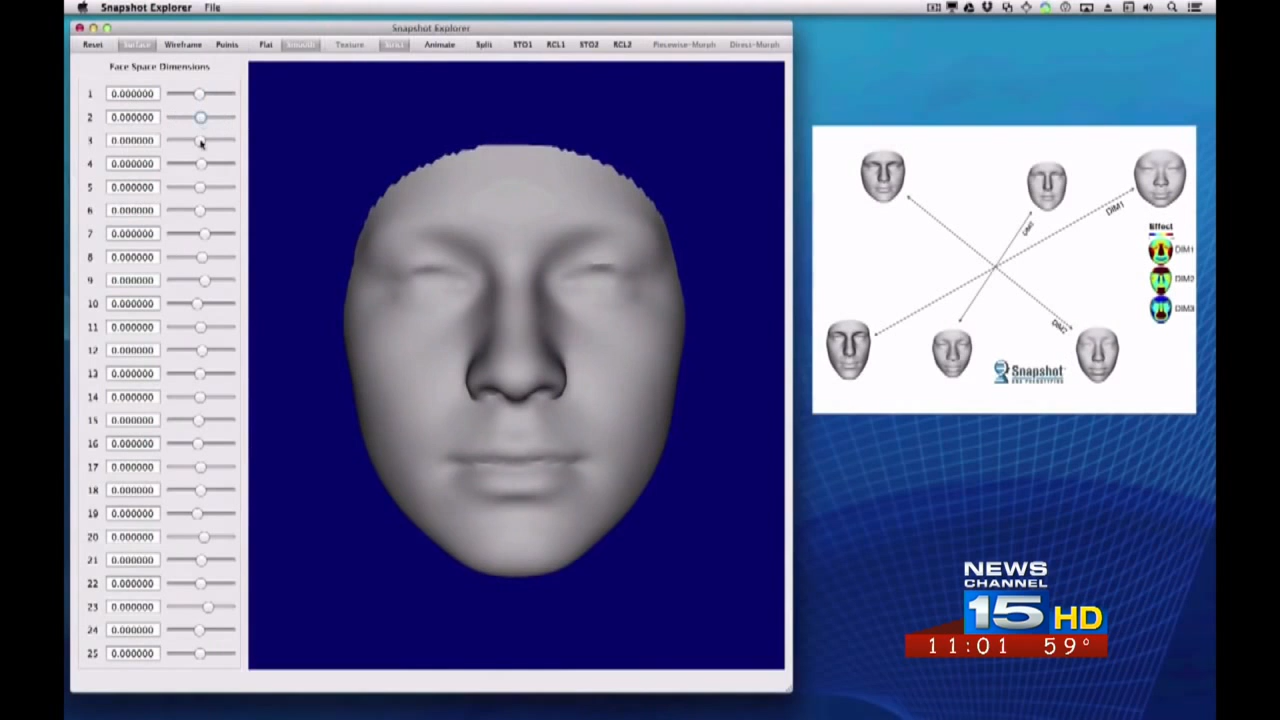 Snapshot Explorer File
Snapshot Explorer
Reset Surface Wireframe Points Flat Smooth Texture Strict Animate Split STO1 RCL1 STO2 RCL2 Piecewise-Morph Direct-Morph
Face Space Dimensions
1 0.000000
2 0.000000
3 0.000000
4 0.000000
5 0.000000
6 0.000000
7 0.000000
8 0.000000
9 0.000000
10 0.000000
11 0.000000
12 0.000000
13 0.000000
14 0.000000
15 0.000000
16 0.000000
17 0.000000
18 0.000000
19 0.000000
20 0.000000
21 0.000000
22 0.000000
23 0.000000
24 0.000000
25 0.000000
DIM1
DIM2
Effect
DIM1
DIM2
DIM3
Snapshot
DNA PHENOTYPING
NEWS
CHANNEL
15 HD
11:01 59°